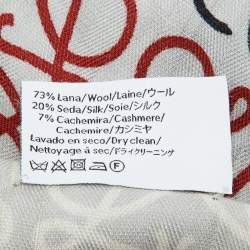 73% Lana/Wool/Laine/ウール
20% Seda/Silk/Soie/シルク
7% Cachemira/Cashmere/
Cachemire/カシミヤ
Lavado en seco/Dry clean/
Nettoyage à sec/ドライクリーニング